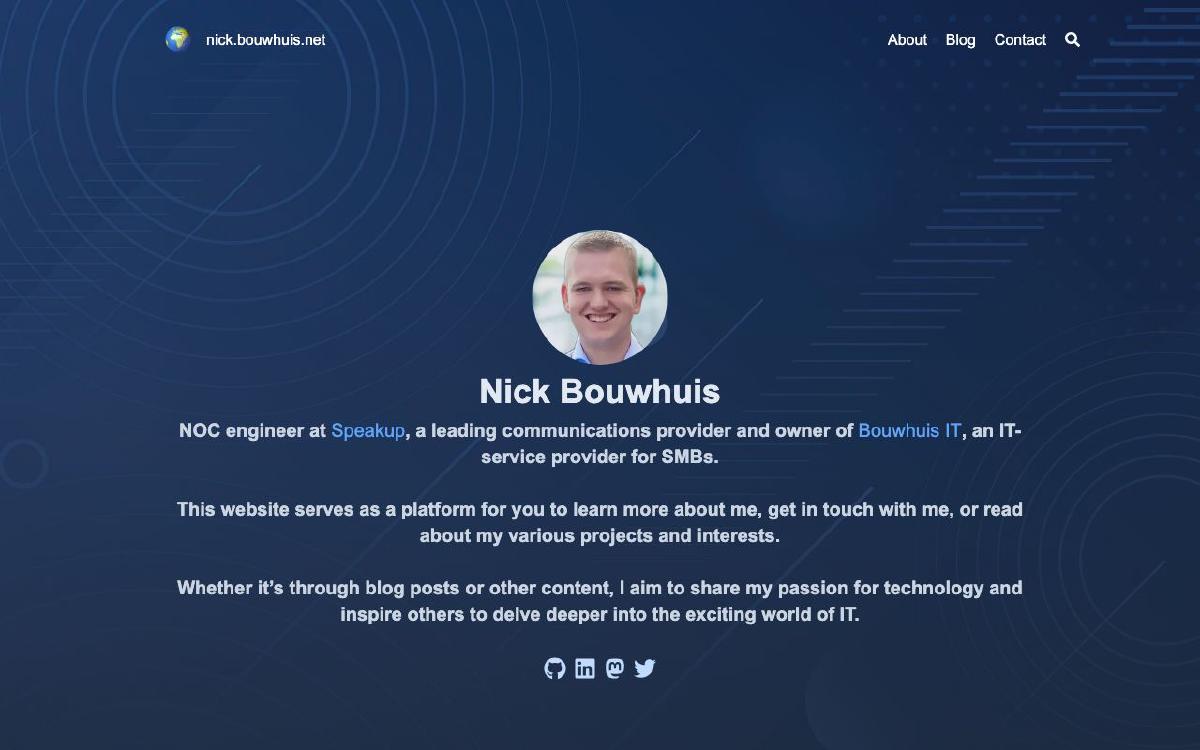 nick.bouwhuis.net
About Blog Contact
Nick Bouwhuis
NOC engineer at Speakup, a leading communications provider and owner of Bouwhuis IT, an IT-
service provider for SMBs.
This website serves as a platform for you to learn more about me, get in touch with me, or read
about my various projects and interests.
Whether it’s through blog posts or other content, I aim to share my passion for technology and
inspire others to delve deeper into the exciting world of IT.